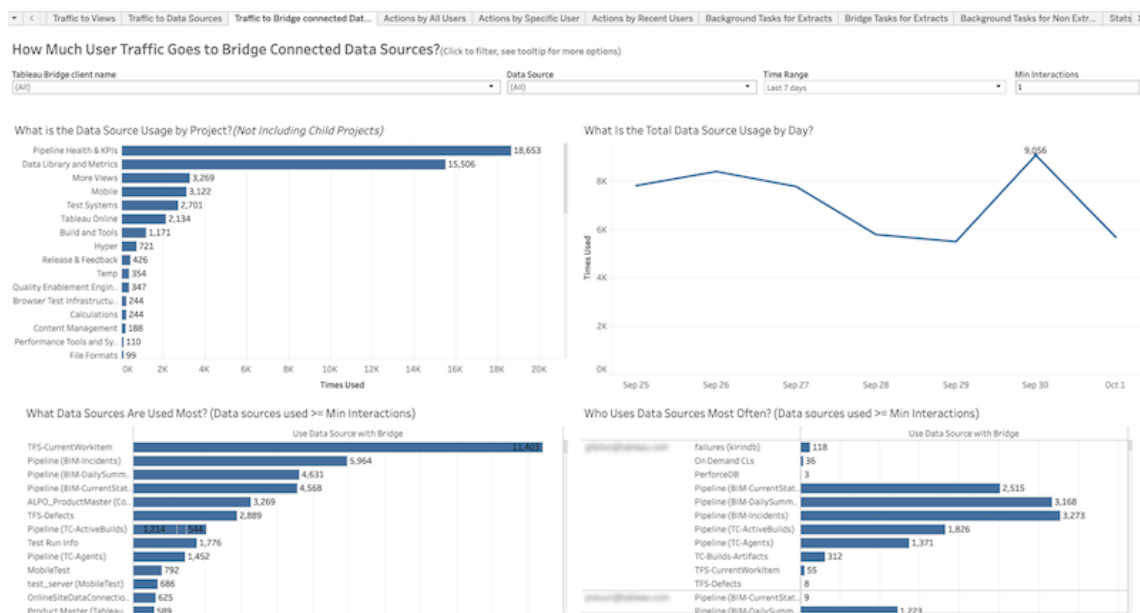 Traffic to Views
Traffic to Data Sources
Traffic to Bridge connected Dat...
Actions by All Users
Actions by Specific User
Actions by Recent Users
Background Tasks for Extracts
Bridge Tasks for Extracts
Background Tasks for Non Extr...
Stats
How Much User Traffic Goes to Bridge Connected Data Sources?(Click to filter, see tooltip for more options)
Tableau Bridge client name
(All)
Data Source
(All)
Time Range
Last 7 days
Min Interactions
1
What is the Data Source Usage by Project?(Not Including Child Projects)
Pipeline Health & KPIs 18,653
Data Library and Metrics 15,506
More Views 3,269
Mobile 3,122
Test Systems 2,701
Tableau Online 2,134
Build and Tools 1,171
Hyper 721
Release & Feedback 426
Temp 354
Quality Enablement Engin.. 347
Browser Test Infrastructu.. 244
Calculations 244
Content Management 188
Performance Tools and Sy.. 110
File Formats 99
0K 2K 4K 6K 8K 10K 12K 14K 16K 18K 20K
Times Used
What Is the Total Data Source Usage by Day?
9,056
8K
6K
4K
2K
0K
Times Used
Sep 25 Sep 26 Sep 27 Sep 28 Sep 29 Sep 30 Oct 1
What Data Sources Are Used Most? (Data sources used >= Min Interactions)
Use Data Source with Bridge
TFS-CurrentWorkItem 11,403
Pipeline (BIM-Incidents) 5,964
Pipeline (BIM-DailySumm.. 4,631
Pipeline (BIM-CurrentStat.. 4,568
ALPO_ProductMaster (Co.. 3,269
TFS-Defects 2,889
Pipeline (TC-ActiveBuilds) 1,214 544
Test Run Info 1,776
Pipeline (TC-Agents) 1,452
MobileTest 792
test_server (MobileTest) 686
OnlineSiteDataConnectio.. 625
Product Master (Tableau.. 589
Who Uses Data Sources Most Often? (Data sources used >= Min Interactions)
Use Data Source with Bridge
failures (kirindb) 118
On Demand CLs 36
PerforceDB 3
Pipeline (BIM-CurrentStat.. 2,515
Pipeline (BIM-DailySumm.. 3,168
Pipeline (BIM-Incidents) 3,273
Pipeline (TC-ActiveBuilds) 1,826
Pipeline (TC-Agents) 1,371
TC-Builds-Artifacts 312
TFS-CurrentWorkItem 55
TFS-Defects 8
Pipeline (BIM-CurrentStat.. 9
Pipeline (BIM-DailySumm.. 1,223